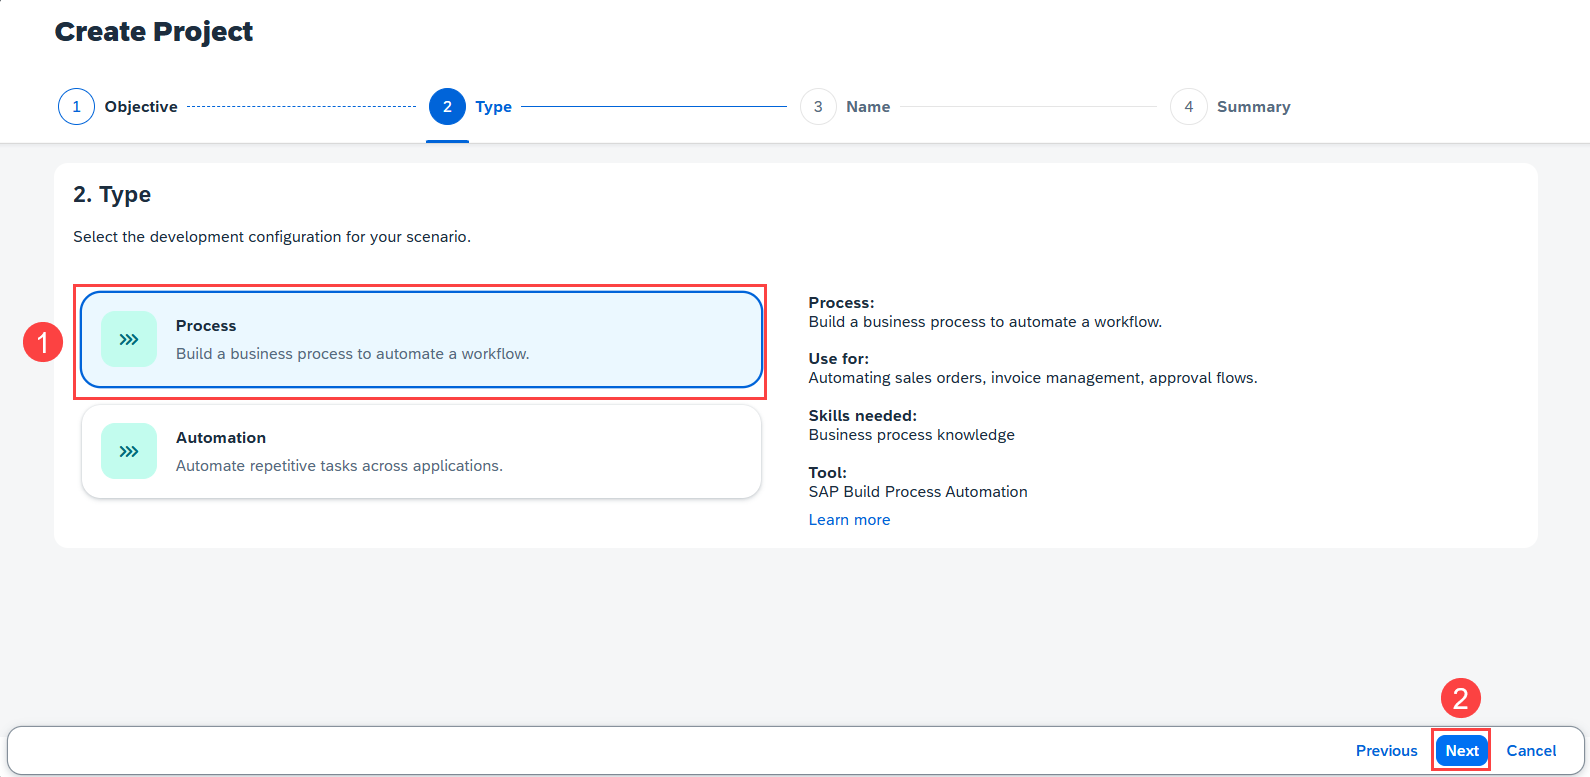 Create Project
1 Objective 2 Type 3 Name 4 Summary
2. Type
Select the development configuration for your scenario.
1
Process
Build a business process to automate a workflow.
Automation
Automate repetitive tasks across applications.
Process:
Build a business process to automate a workflow.
Use for:
Automating sales orders, invoice management, approval flows.
Skills needed:
Business process knowledge
Tool:
SAP Build Process Automation
Learn more
2
Previous Next Cancel